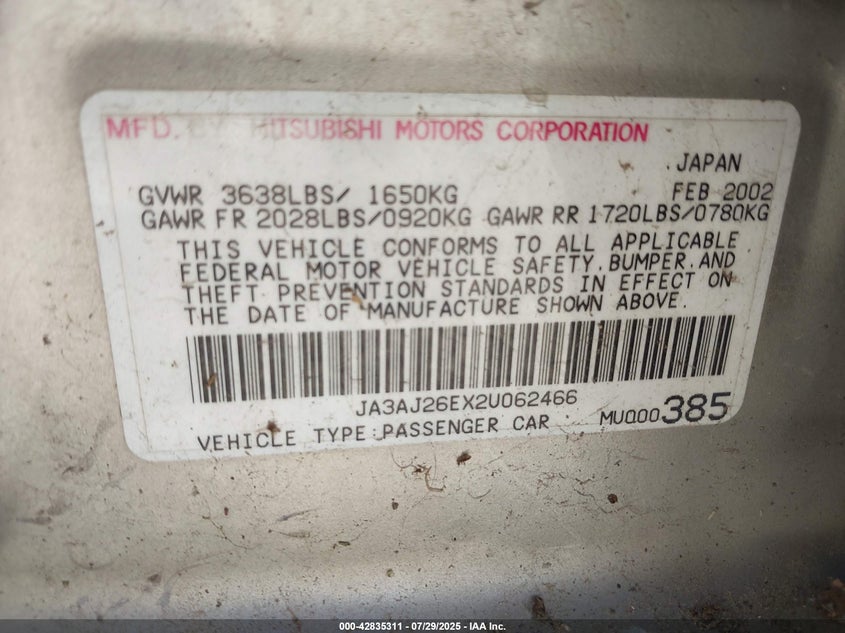 MFD. BY MITSUBISHI MOTORS CORPORATION
JAPAN
GVWR 3638LBS/ 1650KG FEB 2002
GAWR FR 2028LBS/0920KG GAWR RR 1720LBS/0780KG
THIS VEHICLE CONFORMS TO ALL APPLICABLE
FEDERAL MOTOR VEHICLE SAFETY, BUMPER, AND
THEFT PREVENTION STANDARDS IN EFFECT ON
THE DATE OF MANUFACTURE SHOWN ABOVE.
JA3AJ26EX2U062466
VEHICLE TYPE:PASSENGER CAR MU000385
000-42835311 - 07/29/2025 - IAA Inc.